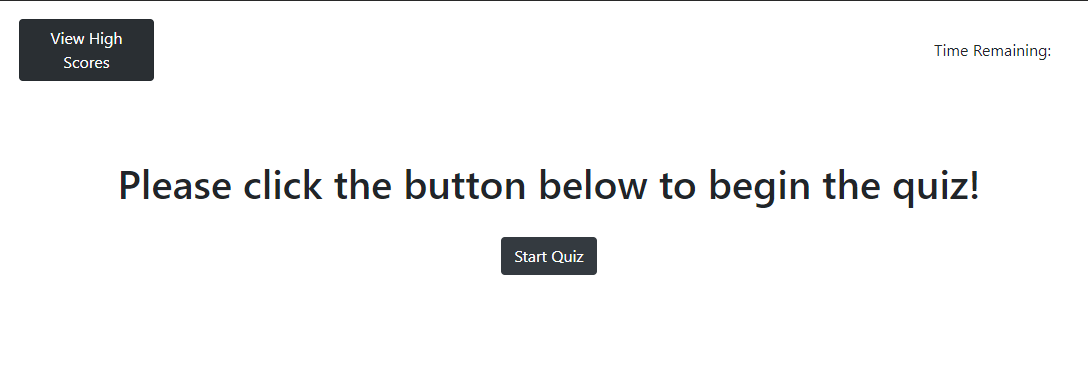 View High
Scores
Time Remaining:
Please click the button below to begin the quiz!
Start Quiz